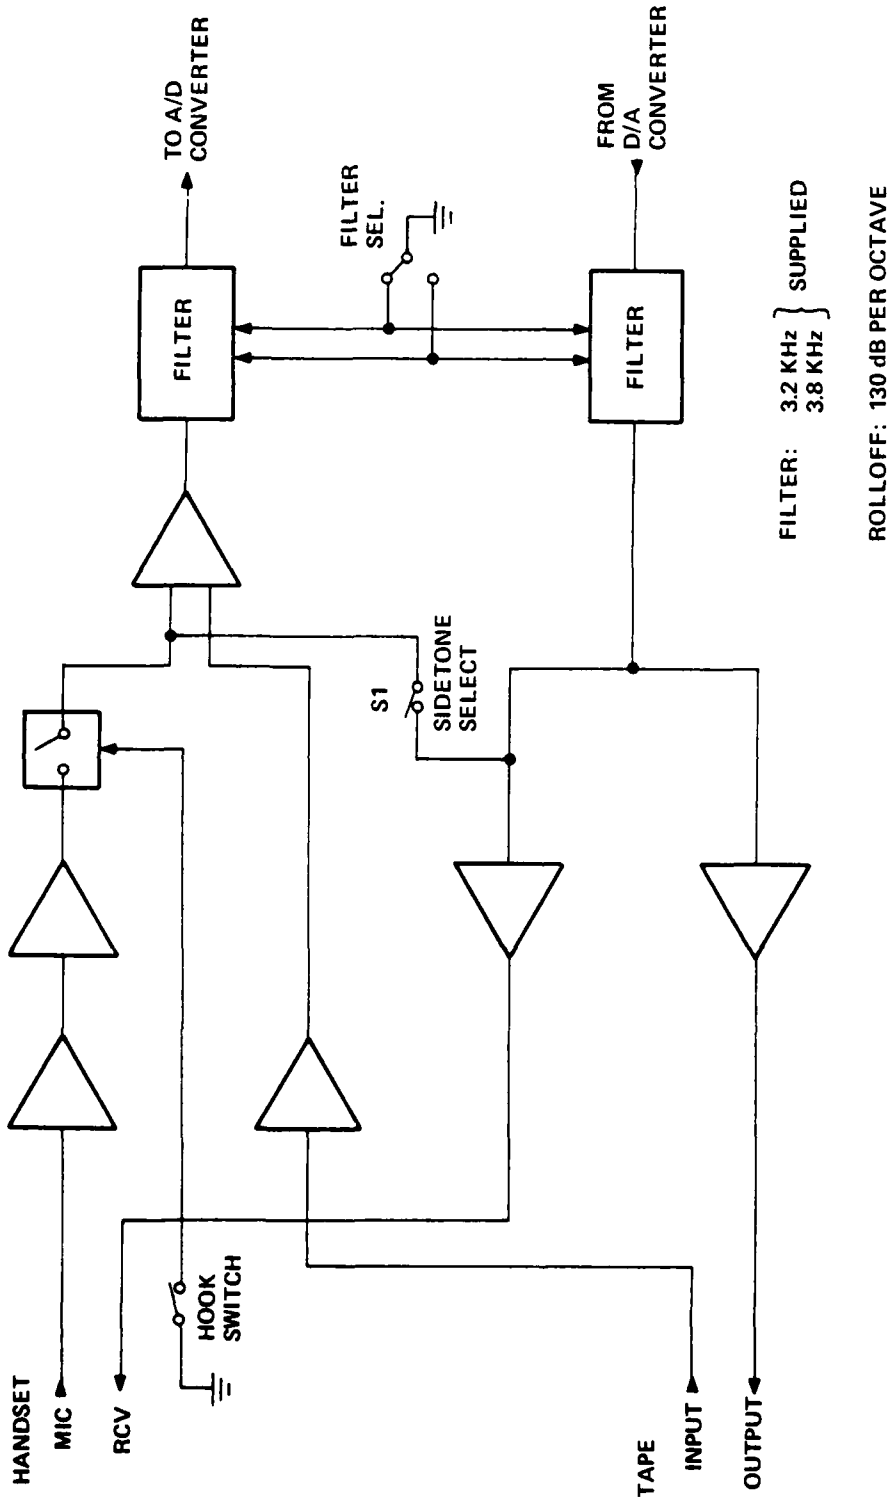 HANDSET
MIC
RCV
HOOK
SWITCH
TAPE
INPUT
OUTPUT
S1
SIDETONE
SELECT
FILTER
TO A/D
CONVERTER
FILTER
SEL.
FILTER
FROM
D/A
CONVERTER
FILTER: 3.2 KHz } SUPPLIED
3.8 KHz
ROLLOFF: 130 dB PER OCTAVE